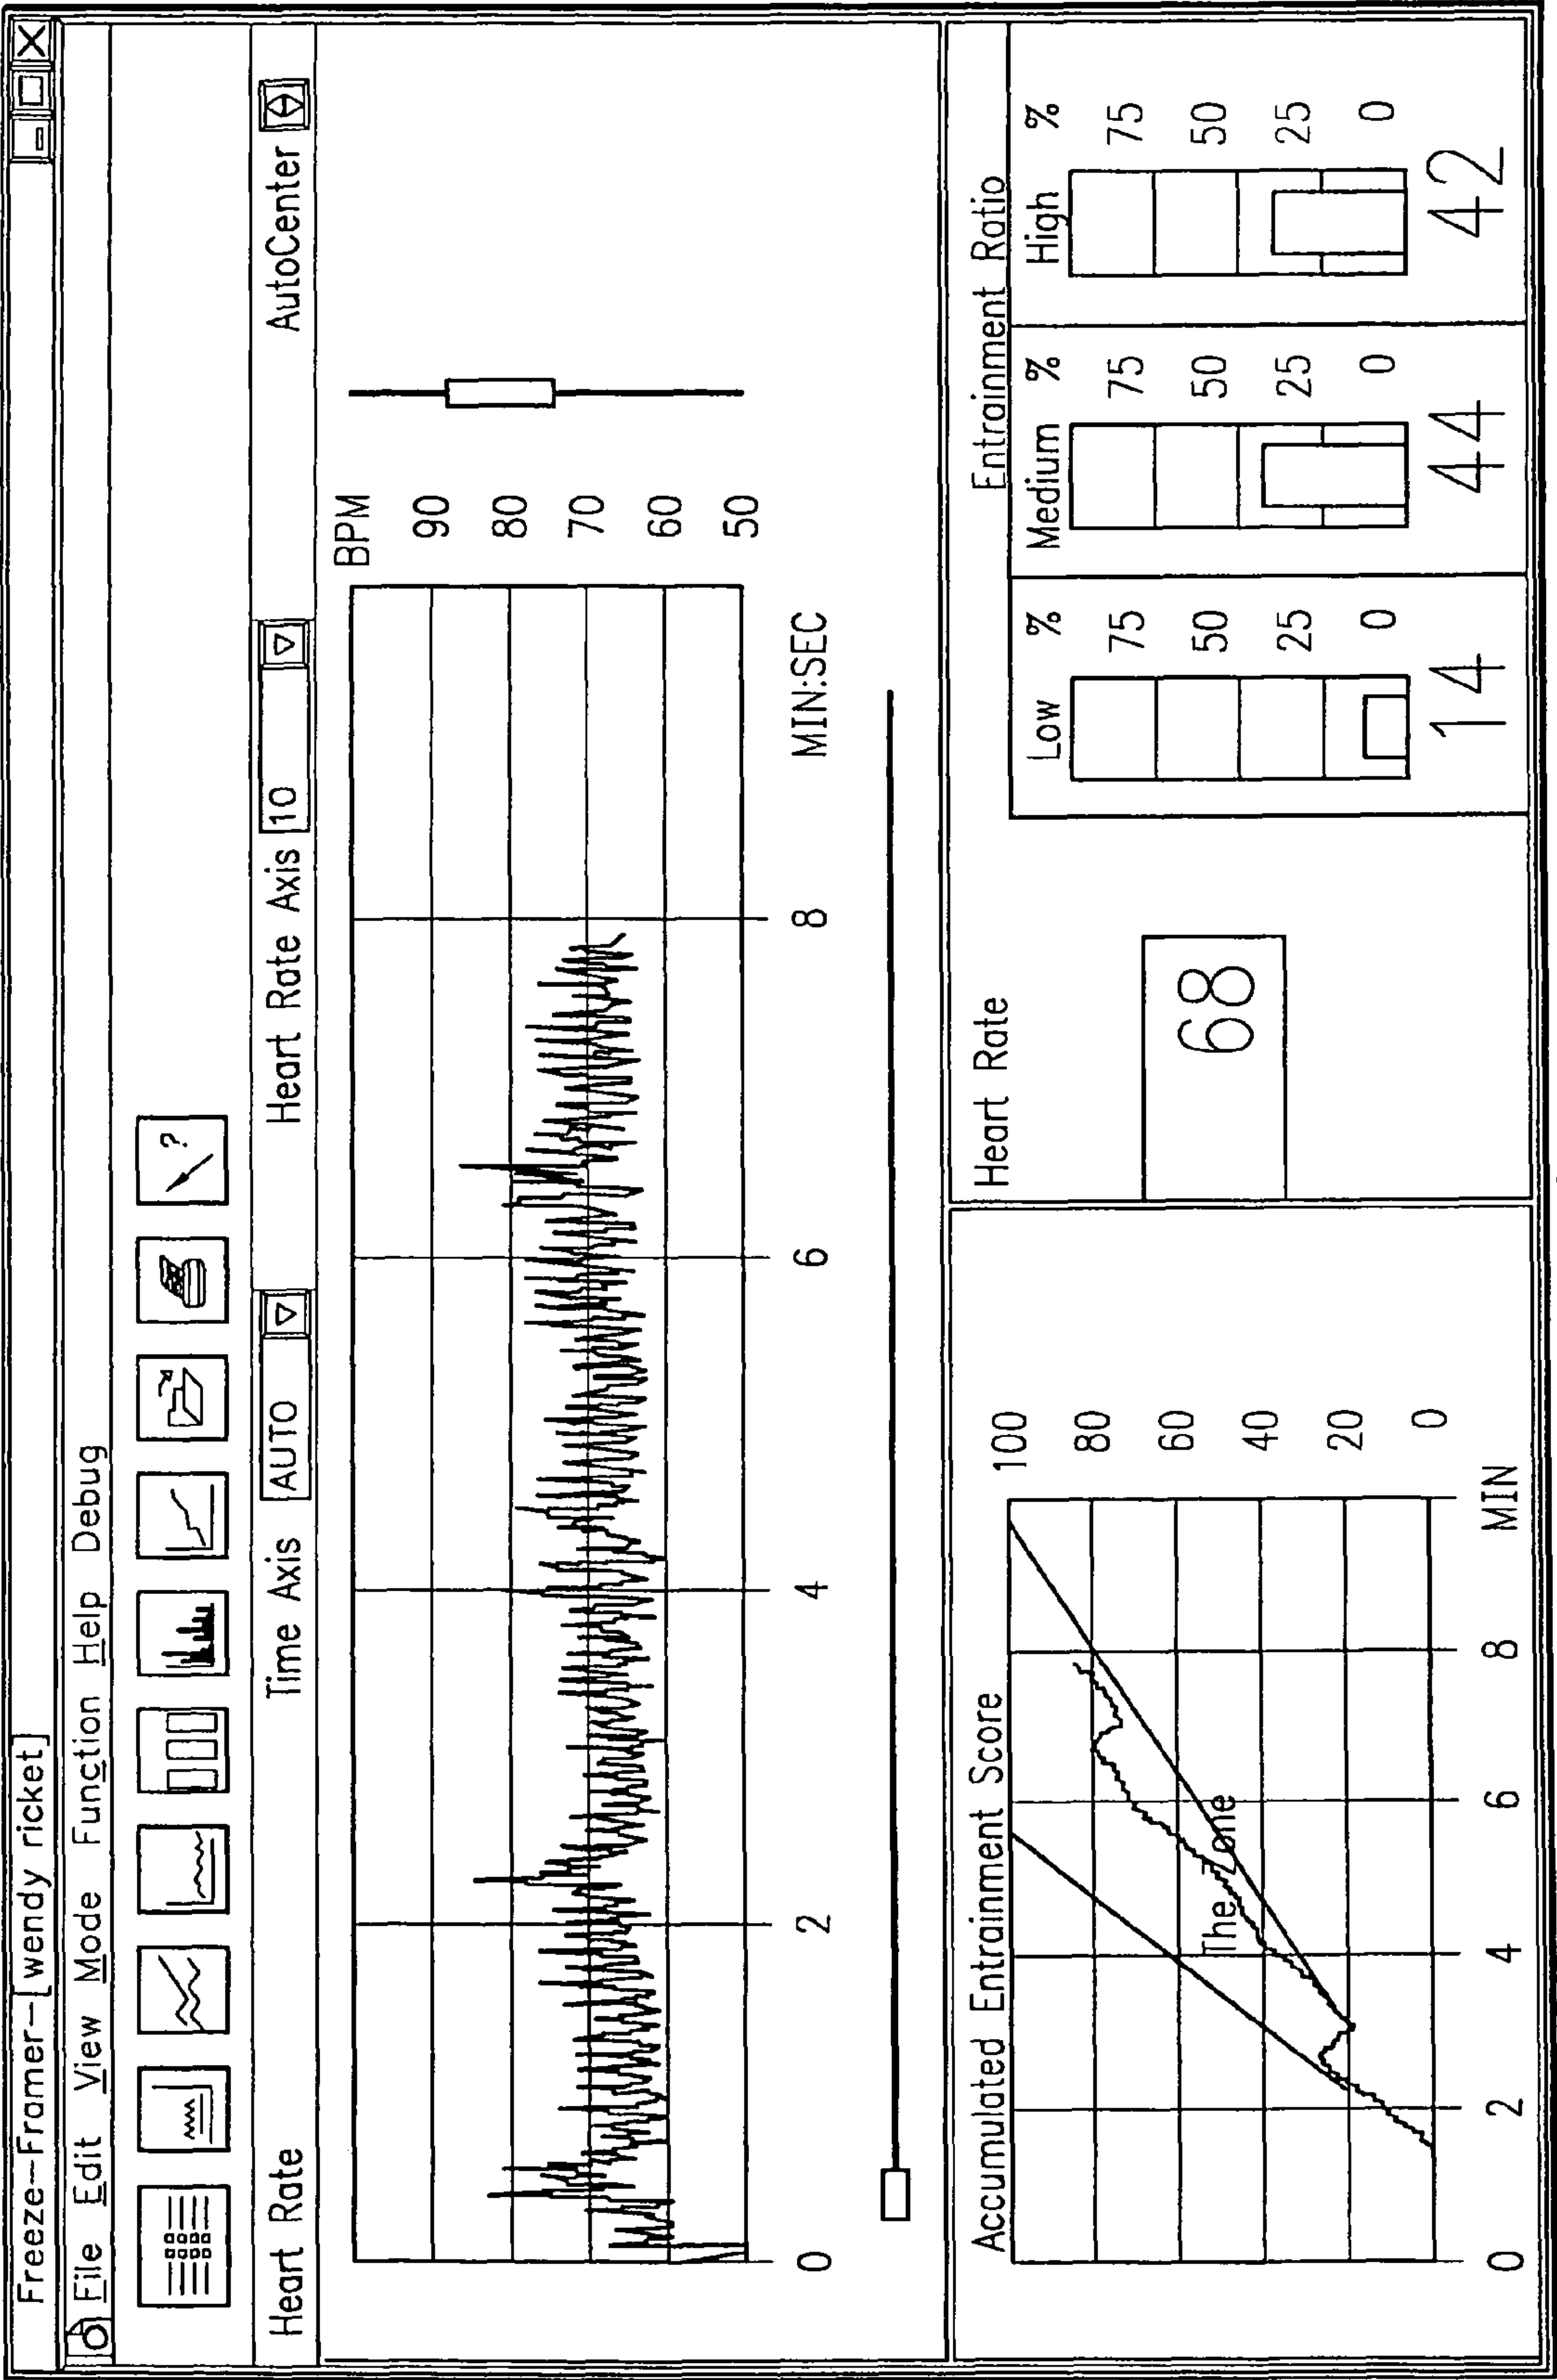 Freeze-Framer-[wendy ricket]
File Edit View Mode Function Help Debug
Heart Rate Time Axis AUTO Heart Rate Axis 10 AutoCenter
BPM
90
80
70
60
50
0 2 4 6 8 MIN:SEC
Accumulated Entrainment Score
100
80
60
40
20
0
The Zone
0 2 4 6 8 MIN
Heart Rate
68
Entrainment Ratio
Low % Medium % High %
75 75 75
50 50 50
25 25 25
0 0 0
14 44 42
?